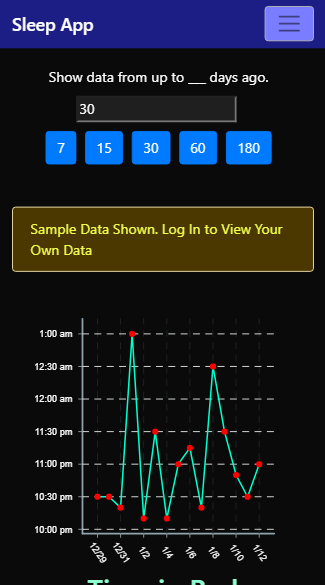 Sleep App
Show data from up to ___ days ago.
30
7 15 30 60 180
Sample Data Shown. Log In to View Your
Own Data
1:00 am
12:30 am
12:00 am
11:30 pm
11:00 pm
10:30 pm
10:00 pm
12/29 12/31 1/2 1/4 1/6 1/8 1/10 1/12